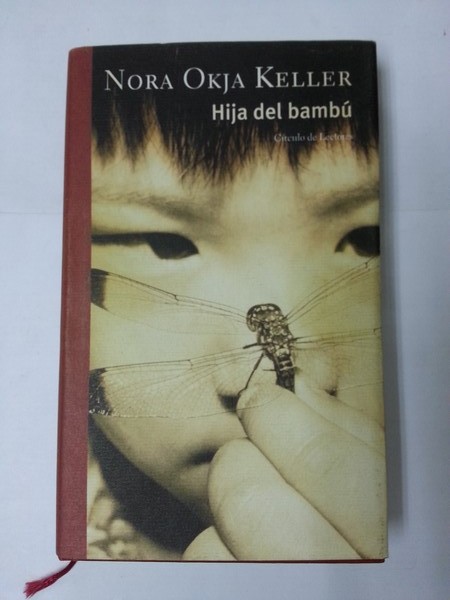 NORA OKJA KELLER
Hija del bambú
Círculo de Lectores